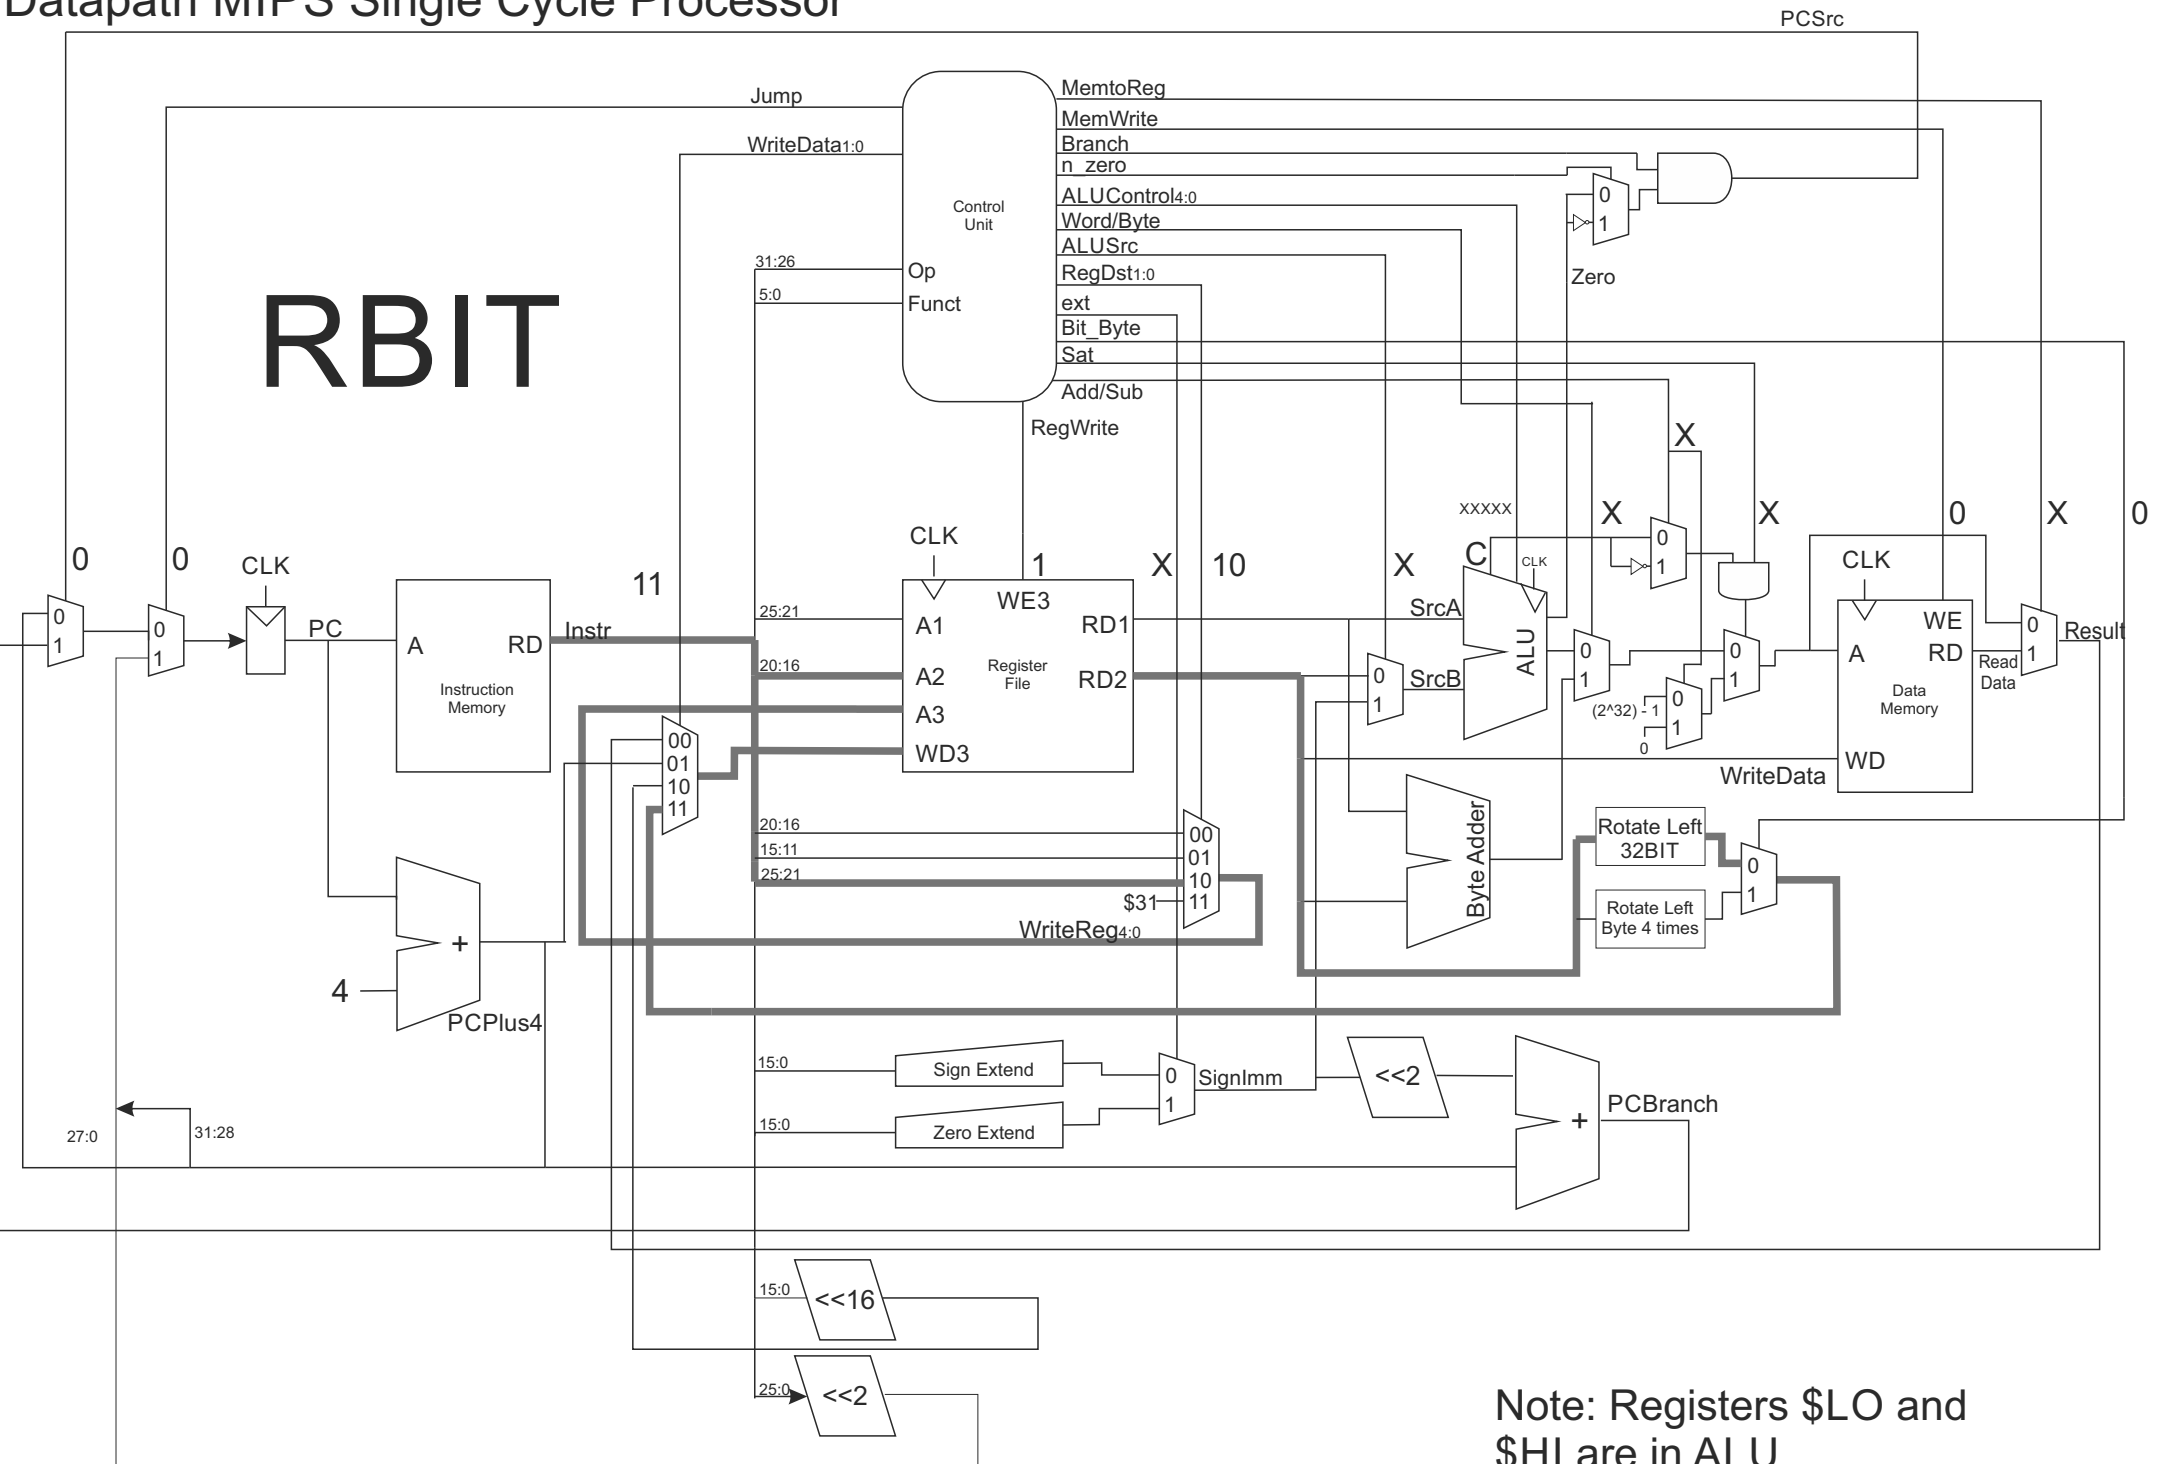 Datapath MIPS Single Cycle Processor
PCSrc
Jump
WriteData1:0
Control
Unit
Op
Funct
31:26
5:0
MemtoReg
MemWrite
Branch
n_zero
ALUControl4:0
Word/Byte
ALUSrc
RegDst1:0
ext
Bit_Byte
Sat
Add/Sub
RegWrite
0
1
Zero
RBIT
X
XXXXX
X
X
0
X
0
0
0
CLK
11
CLK
1
X
10
X
C
CLK
0
1
CLK
0
1
0
1
PC
A
RD
Instruction
Memory
Instr
25:21
20:16
A1
A2
A3
WD3
WE3
Register
File
RD1
RD2
SrcA
SrcB
0
1
ALU
0
1
0
1
(2^32) - 1
0
0
1
A
WE
RD
Data
Memory
WD
Read
Data
0
1
Result
WriteData
00
01
10
11
20:16
15:11
25:21
$31
00
01
10
11
WriteReg4:0
Byte Adder
Rotate Left
32BIT
Rotate Left
Byte 4 times
0
1
+
4
PCPlus4
15:0
Sign Extend
15:0
Zero Extend
0
1
SignImm
<<2
+
PCBranch
27:0
31:28
15:0
<<16
25:0
<<2
Note: Registers $LO and
$HI are in ALU